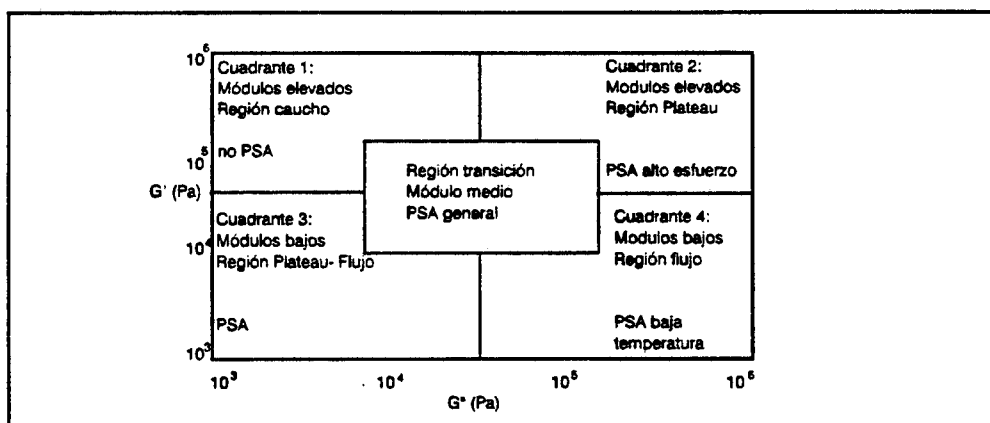 10⁶
Cuadrante 1:
Módulos elevados
Región caucho
no PSA
Cuadrante 2:
Modulos elevados
Región Plateau
PSA alto esfuerzo
10⁵
G' (Pa)
Región transición
Módulo medio
PSA general
Cuadrante 3:
Módulos bajos
Región Plateau- Flujo
PSA
Cuadrante 4:
Modulos bajos
Región flujo
PSA baja
temperatura
10⁴
10³
10³ 10⁴ 10⁵ 10⁶
G" (Pa)